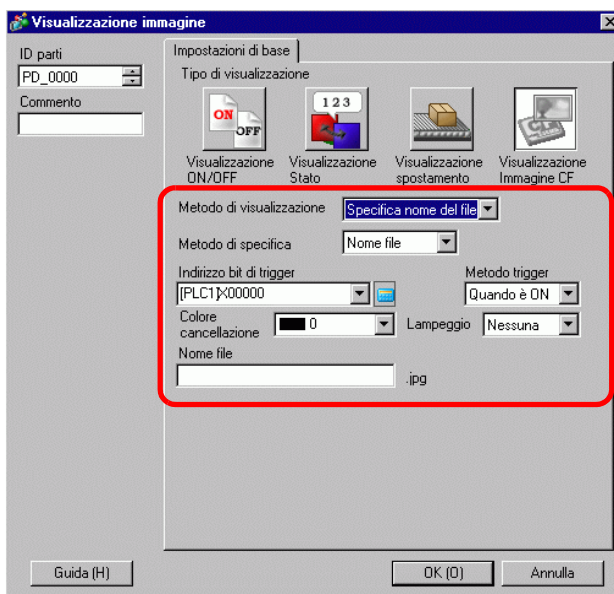 Visualizzazione immagine
ID parti
PD_0000
Commento
Impostazioni di base
Tipo di visualizzazione
ON
OFF
1 2 3
Visualizzazione
ON/OFF
Visualizzazione
Stato
Visualizzazione
spostamento
Visualizzazione
Immagine CF
Metodo di visualizzazione Specifica nome del file
Metodo di specifica Nome file
Indirizzo bit di trigger Metodo trigger
[PLC1]X00000 Quando è ON
Colore
cancellazione 0 Lampeggio Nessuna
Nome file
.jpg
Guida (H) OK (O) Annulla